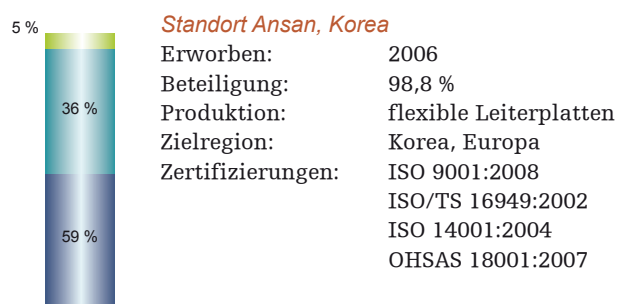 5 %
36 %
59 %
Standort Ansan, Korea
Erworben: 2006
Beteiligung: 98,8 %
Produktion: flexible Leiterplatten
Zielregion: Korea, Europa
Zertifizierungen: ISO 9001:2008
ISO/TS 16949:2002
ISO 14001:2004
OHSAS 18001:2007